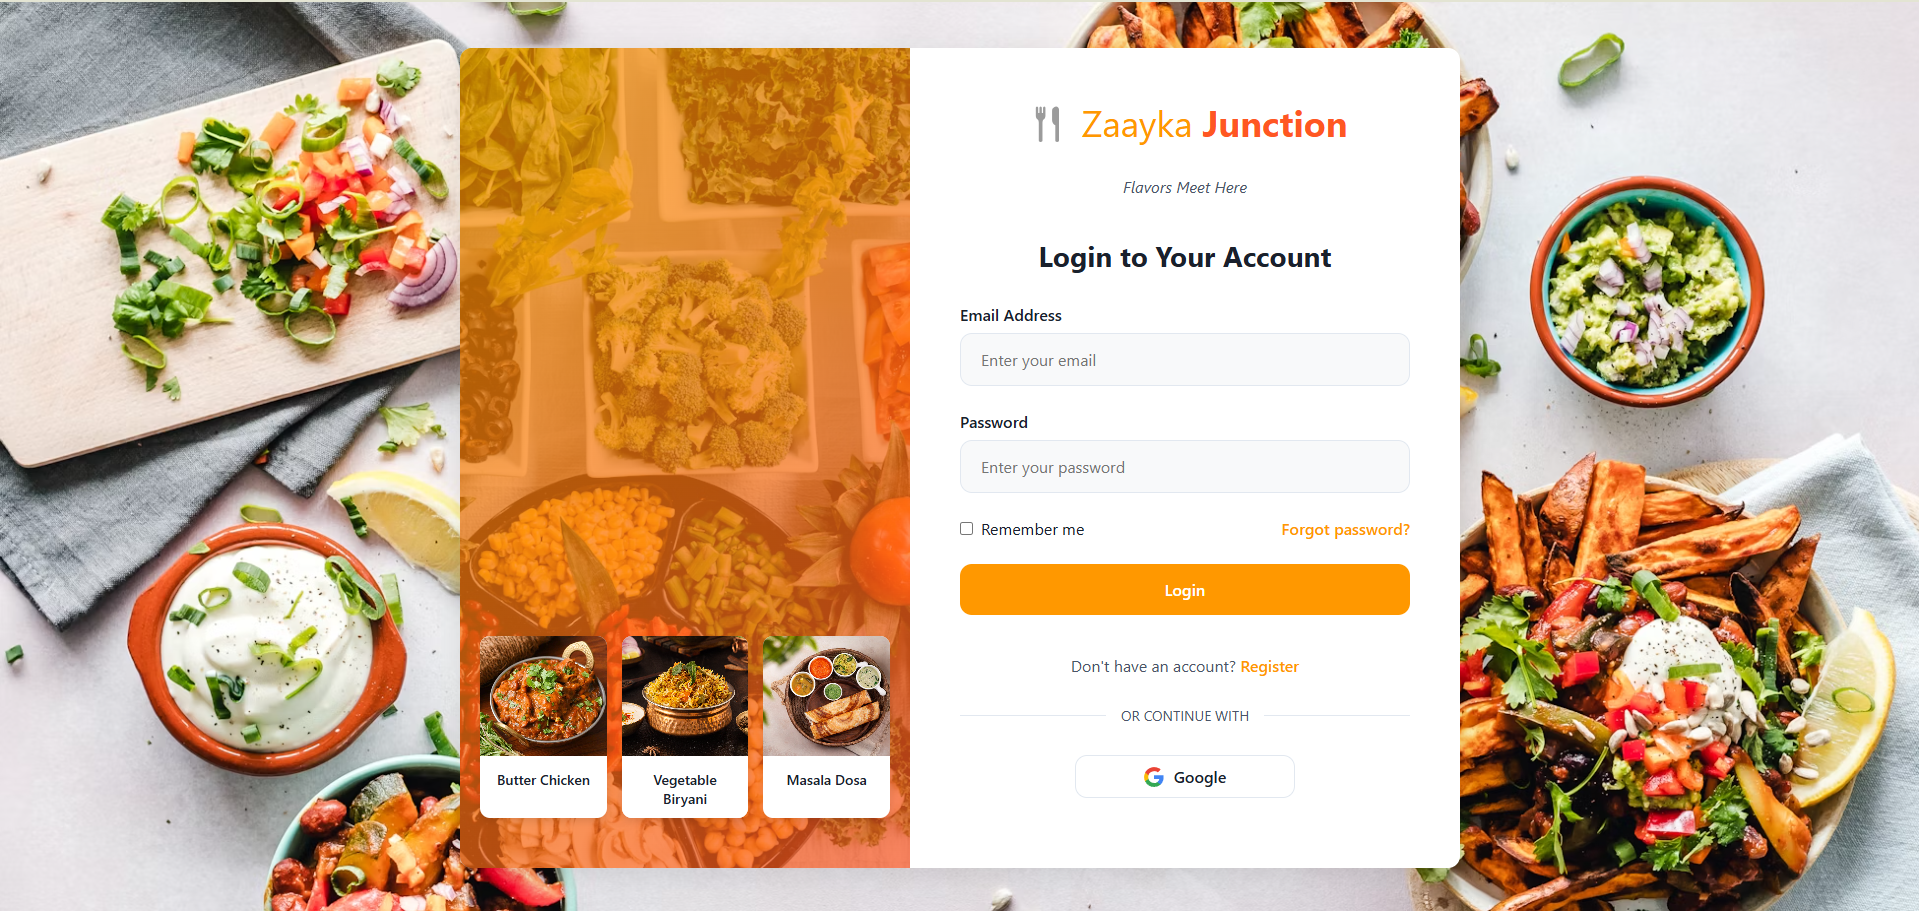 Zaayka Junction
Flavors Meet Here
Login to Your Account
Email Address
Enter your email
Password
Enter your password
Remember me
Forgot password?
Login
Don't have an account? Register
OR CONTINUE WITH
Google
Butter Chicken
Vegetable
Biryani
Masala Dosa